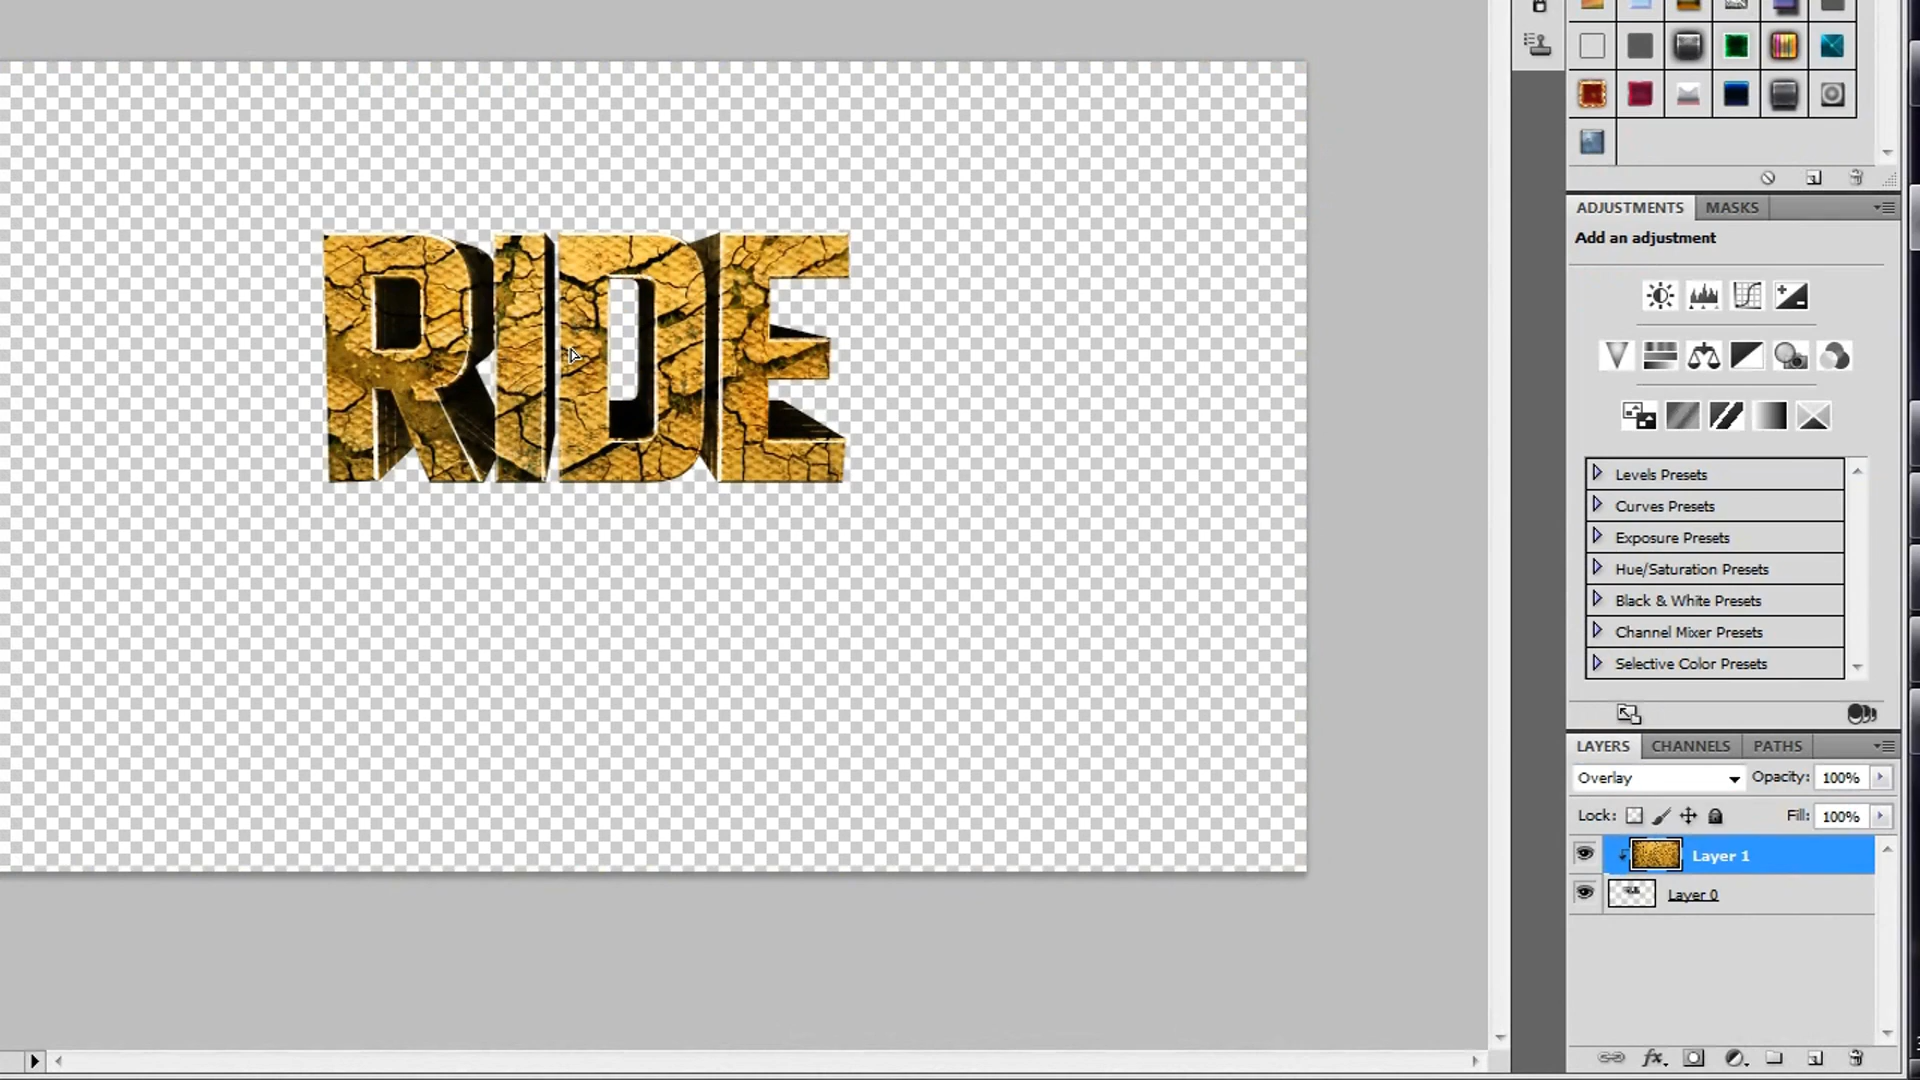 RIDE
ADJUSTMENTS MASKS
Add an adjustment
Levels Presets
Curves Presets
Exposure Presets
Hue/Saturation Presets
Black & White Presets
Channel Mixer Presets
Selective Color Presets
LAYERS CHANNELS PATHS
Overlay Opacity: 100%
Lock: Fill: 100%
Layer 1
Layer 0
fx